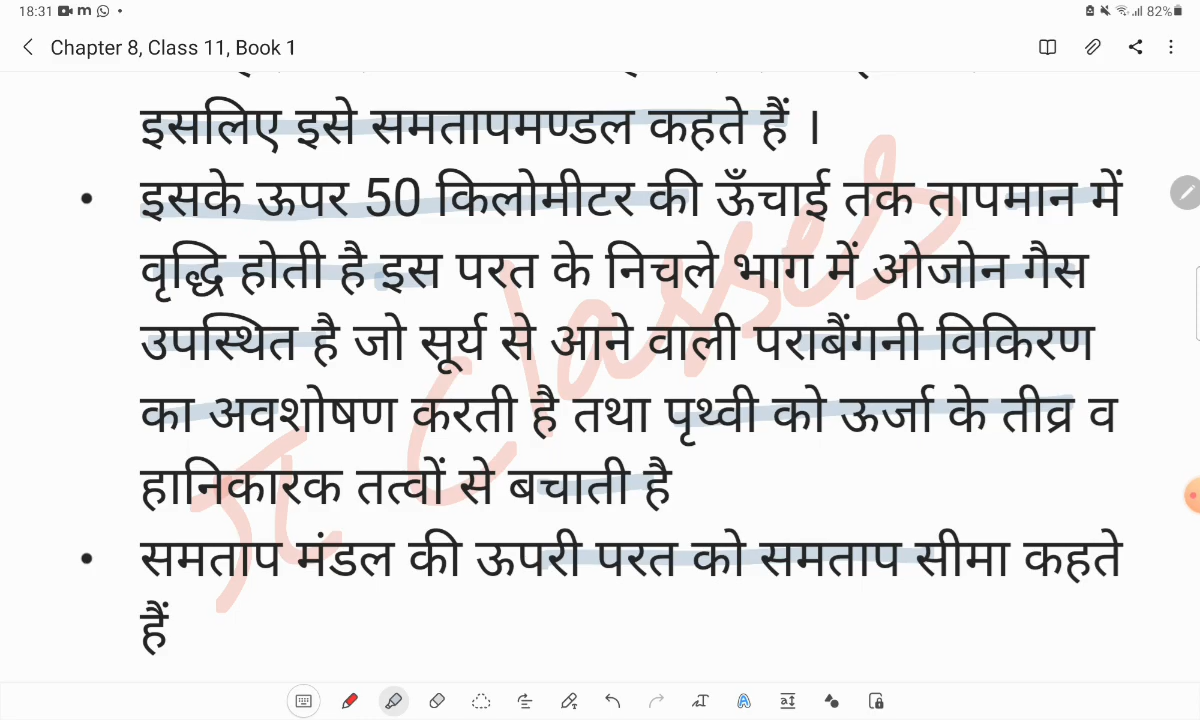 18:31 m 82%
Chapter 8, Class 11, Book 1
इसलिए इसे समतापमण्डल कहते हैं ।
• इसके ऊपर 50 किलोमीटर की ऊँचाई तक तापमान में
वृद्धि होती है इस परत के निचले भाग में ओजोन गैस
उपस्थित है जो सूर्य से आने वाली पराबैंगनी विकिरण
का अवशोषण करती है तथा पृथ्वी को ऊर्जा के तीव्र व
हानिकारक तत्वों से बचाती है
• समताप मंडल की ऊपरी परत को समताप सीमा कहते
हैं
π Classes